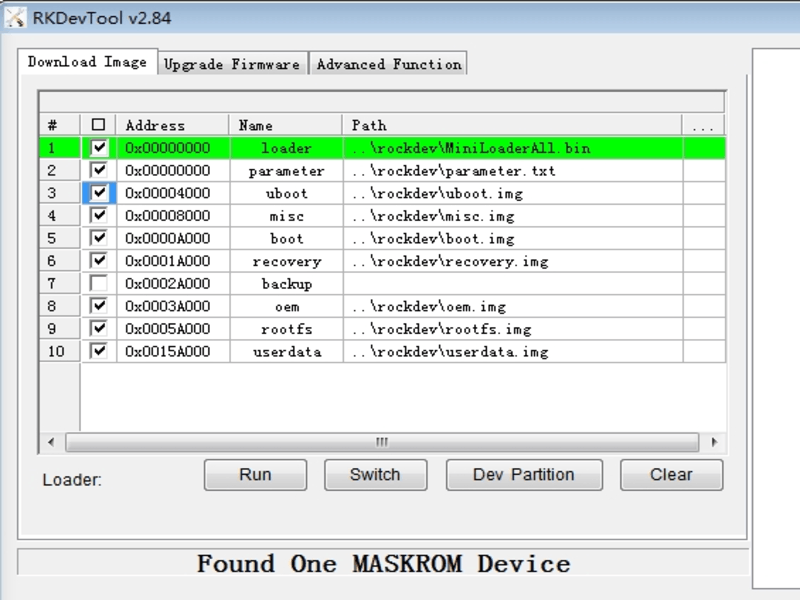 RKDevTool v2.84
Download Image Upgrade Firmware Advanced Function
# Address Name Path ...
1 0x00000000 loader ..\rockdev\MiniLoaderAll.bin
2 0x00000000 parameter ..\rockdev\parameter.txt
3 0x00004000 uboot ..\rockdev\uboot.img
4 0x00008000 misc ..\rockdev\misc.img
5 0x0000A000 boot ..\rockdev\boot.img
6 0x0001A000 recovery ..\rockdev\recovery.img
7 0x0002A000 backup
8 0x0003A000 oem ..\rockdev\oem.img
9 0x0005A000 rootfs ..\rockdev\rootfs.img
10 0x0015A000 userdata ..\rockdev\userdata.img
Loader: Run Switch Dev Partition Clear
Found One MASKROM Device